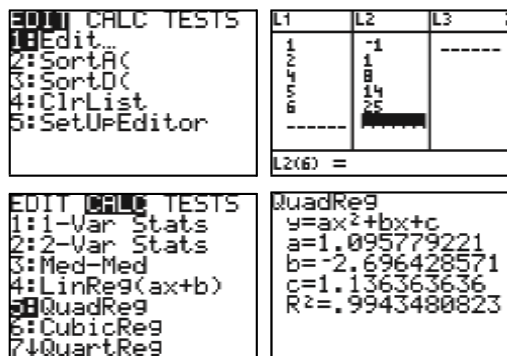 EDIT CALC TESTS
1:Edit…
2:SortA(
3:SortD(
4:ClrList
5:SetUpEditor
L1 L2 L3
1 -1 ------
2 1
4 8
5 14
6 25
------
L2(6) =
EDIT CALC TESTS
1:1-Var Stats
2:2-Var Stats
3:Med-Med
4:LinReg(ax+b)
5:QuadReg
6:CubicReg
7↓QuartReg
QuadReg
y=ax²+bx+c
a=1.095779221
b=-2.696428571
c=1.136363636
R²=.9943480823